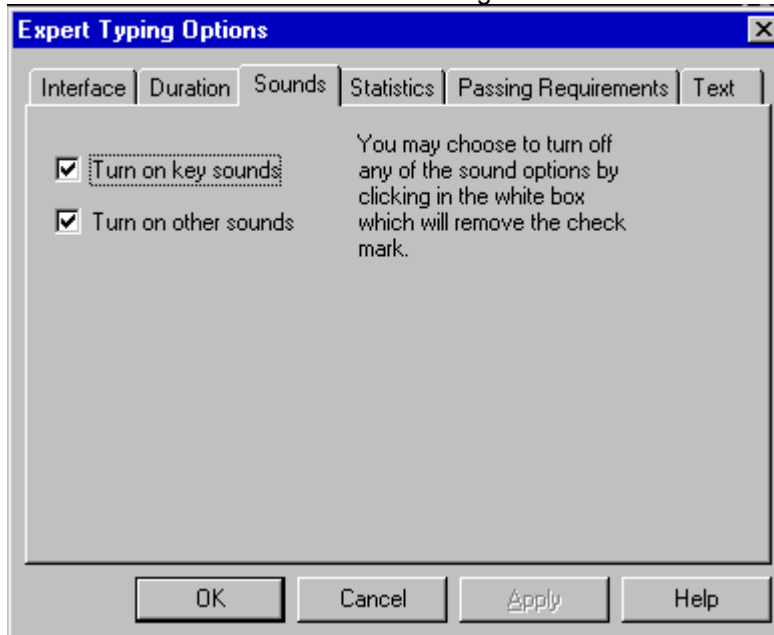 Expert Typing Options
Interface Duration Sounds Statistics Passing Requirements Text
Turn on key sounds
Turn on other sounds
You may choose to turn off
any of the sound options by
clicking in the white box
which will remove the check
mark.
OK Cancel Apply Help